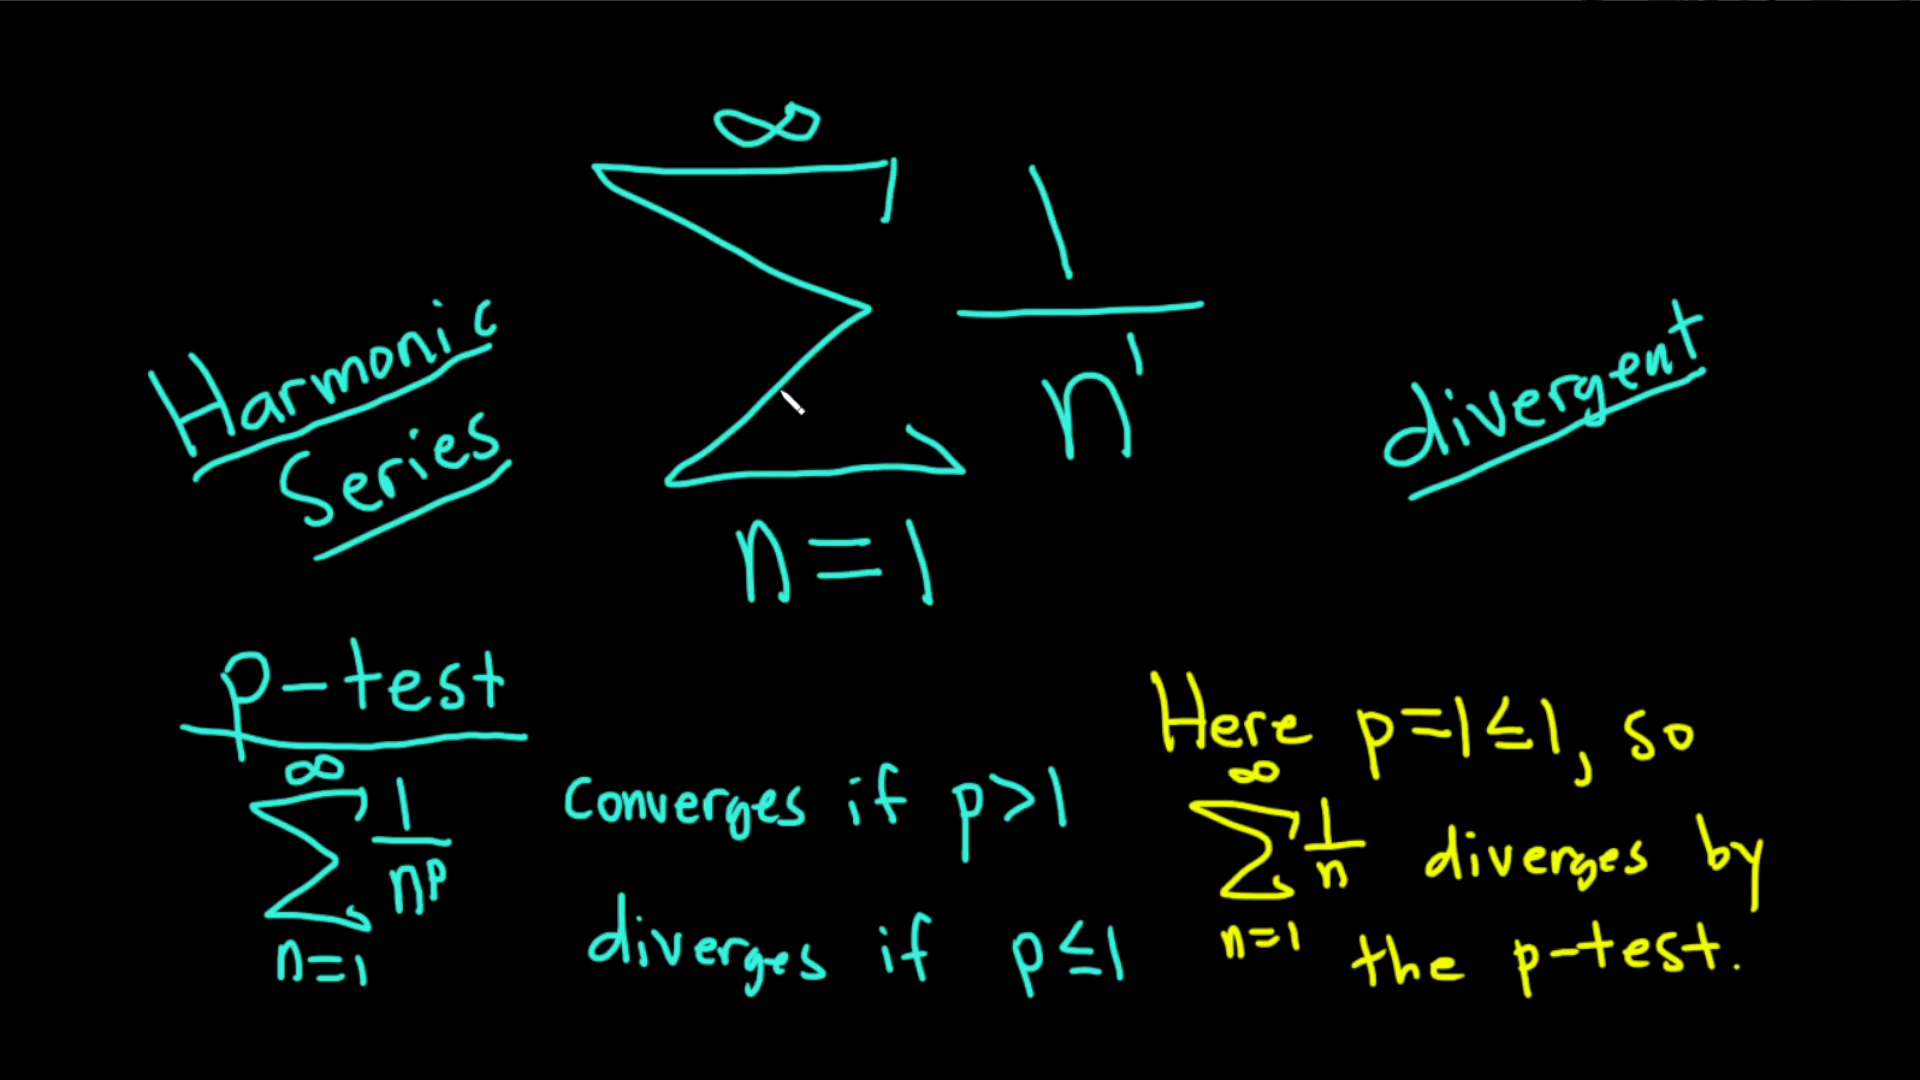 Harmonic
Series
∞
∑ 1/n¹
n=1
divergent
p-test
∞
∑ 1/nᵖ
n=1
converges if p>1
diverges if p≤1
Here p=1≤1, so
∞
∑ 1/n diverges by
n=1
the p-test.